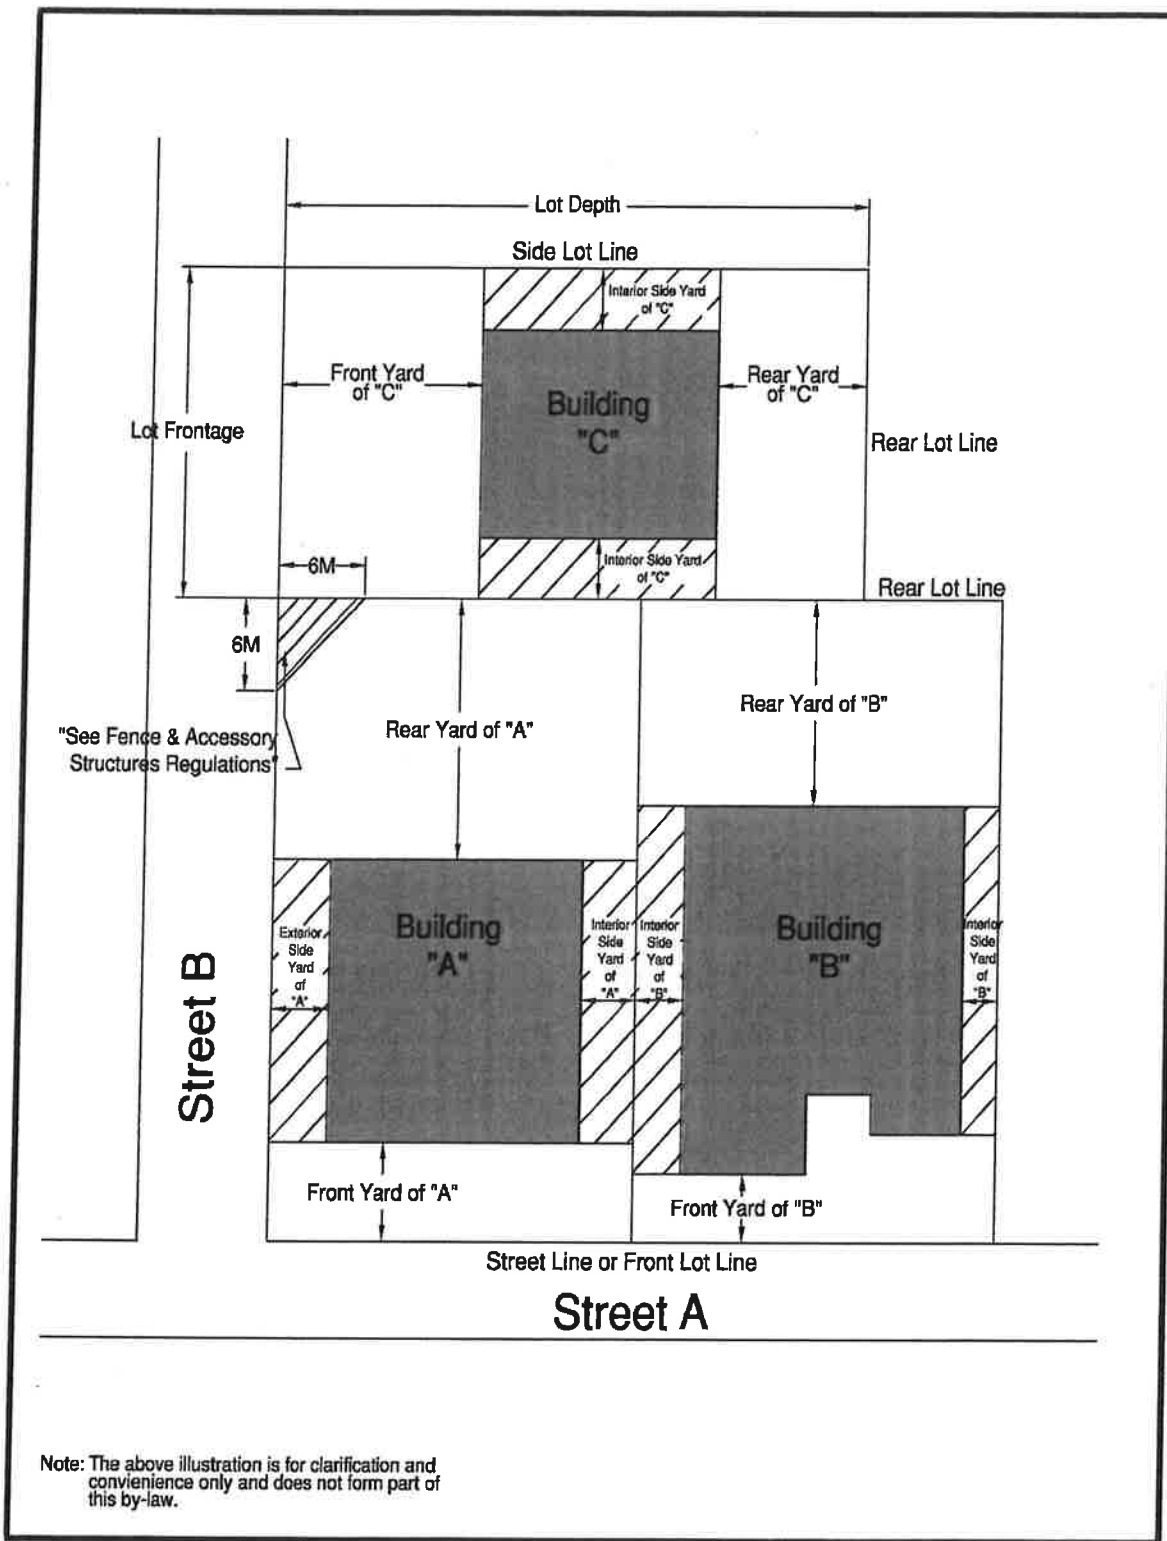 Lot Depth
Side Lot Line
Interior Side Yard
of "C"
Front Yard
of "C"
Rear Yard
of "C"
Building
"C"
Lot Frontage
Rear Lot Line
6M
Interior Side Yard
of "C"
Rear Lot Line
6M
Rear Yard of "A"
Rear Yard of "B"
"See Fence & Accessory
Structures Regulations
Exterior
Side
Yard
of
"A"
Building
"A"
Interior
Side
Yard
of
"A"
Interior
Side
Yard
of
"B"
Building
"B"
Interior
Side
Yard
of
"B"
Street B
Front Yard of "A"
Front Yard of "B"
Street Line or Front Lot Line
Street A
Note: The above illustration is for clarification and
convienience only and does not form part of
this by-law.